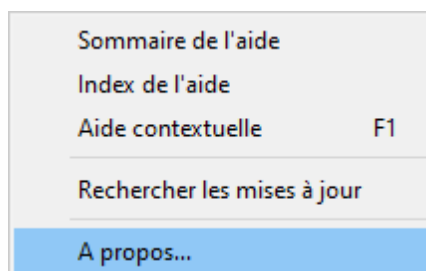 Sommaire de l'aide
Index de l'aide
Aide contextuelle F1
Rechercher les mises à jour
A propos...